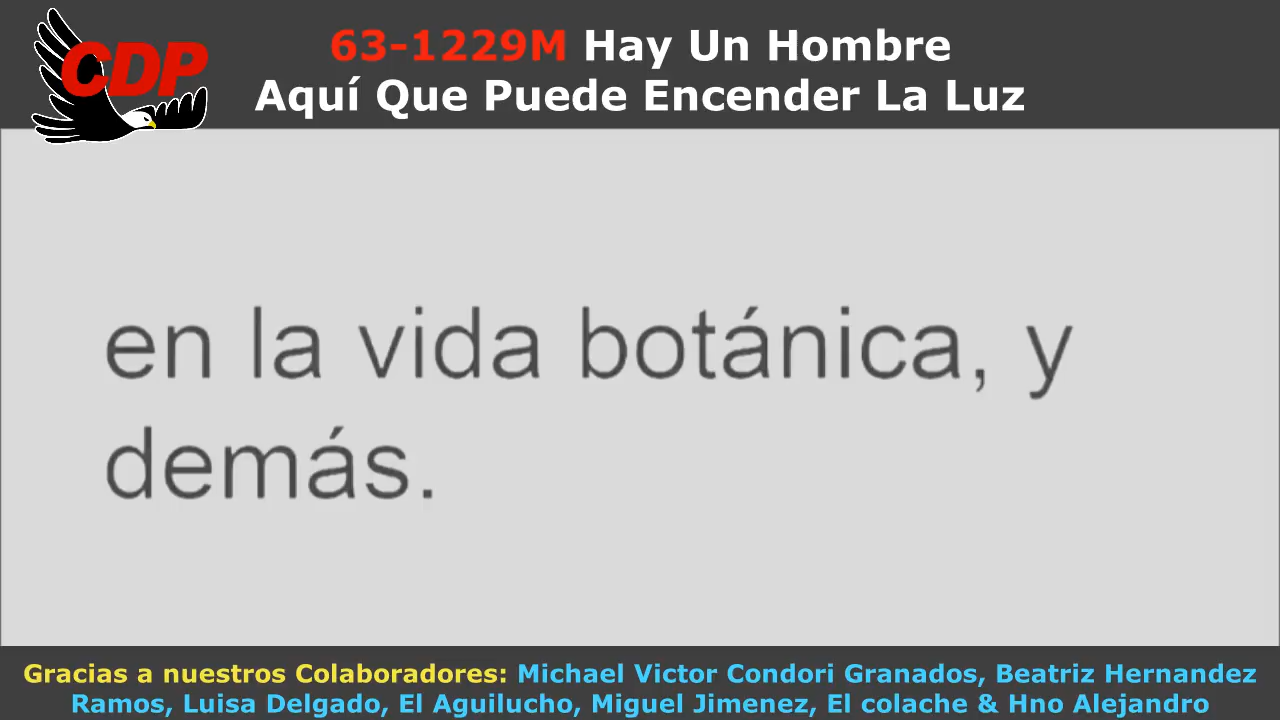 CDP
63-1229M Hay Un Hombre
Aquí Que Puede Encender La Luz
en la vida botánica, y
demás.
Gracias a nuestros Colaboradores: Michael Victor Condori Granados, Beatriz Hernandez
Ramos, Luisa Delgado, El Aguilucho, Miguel Jimenez, El colache & Hno Alejandro